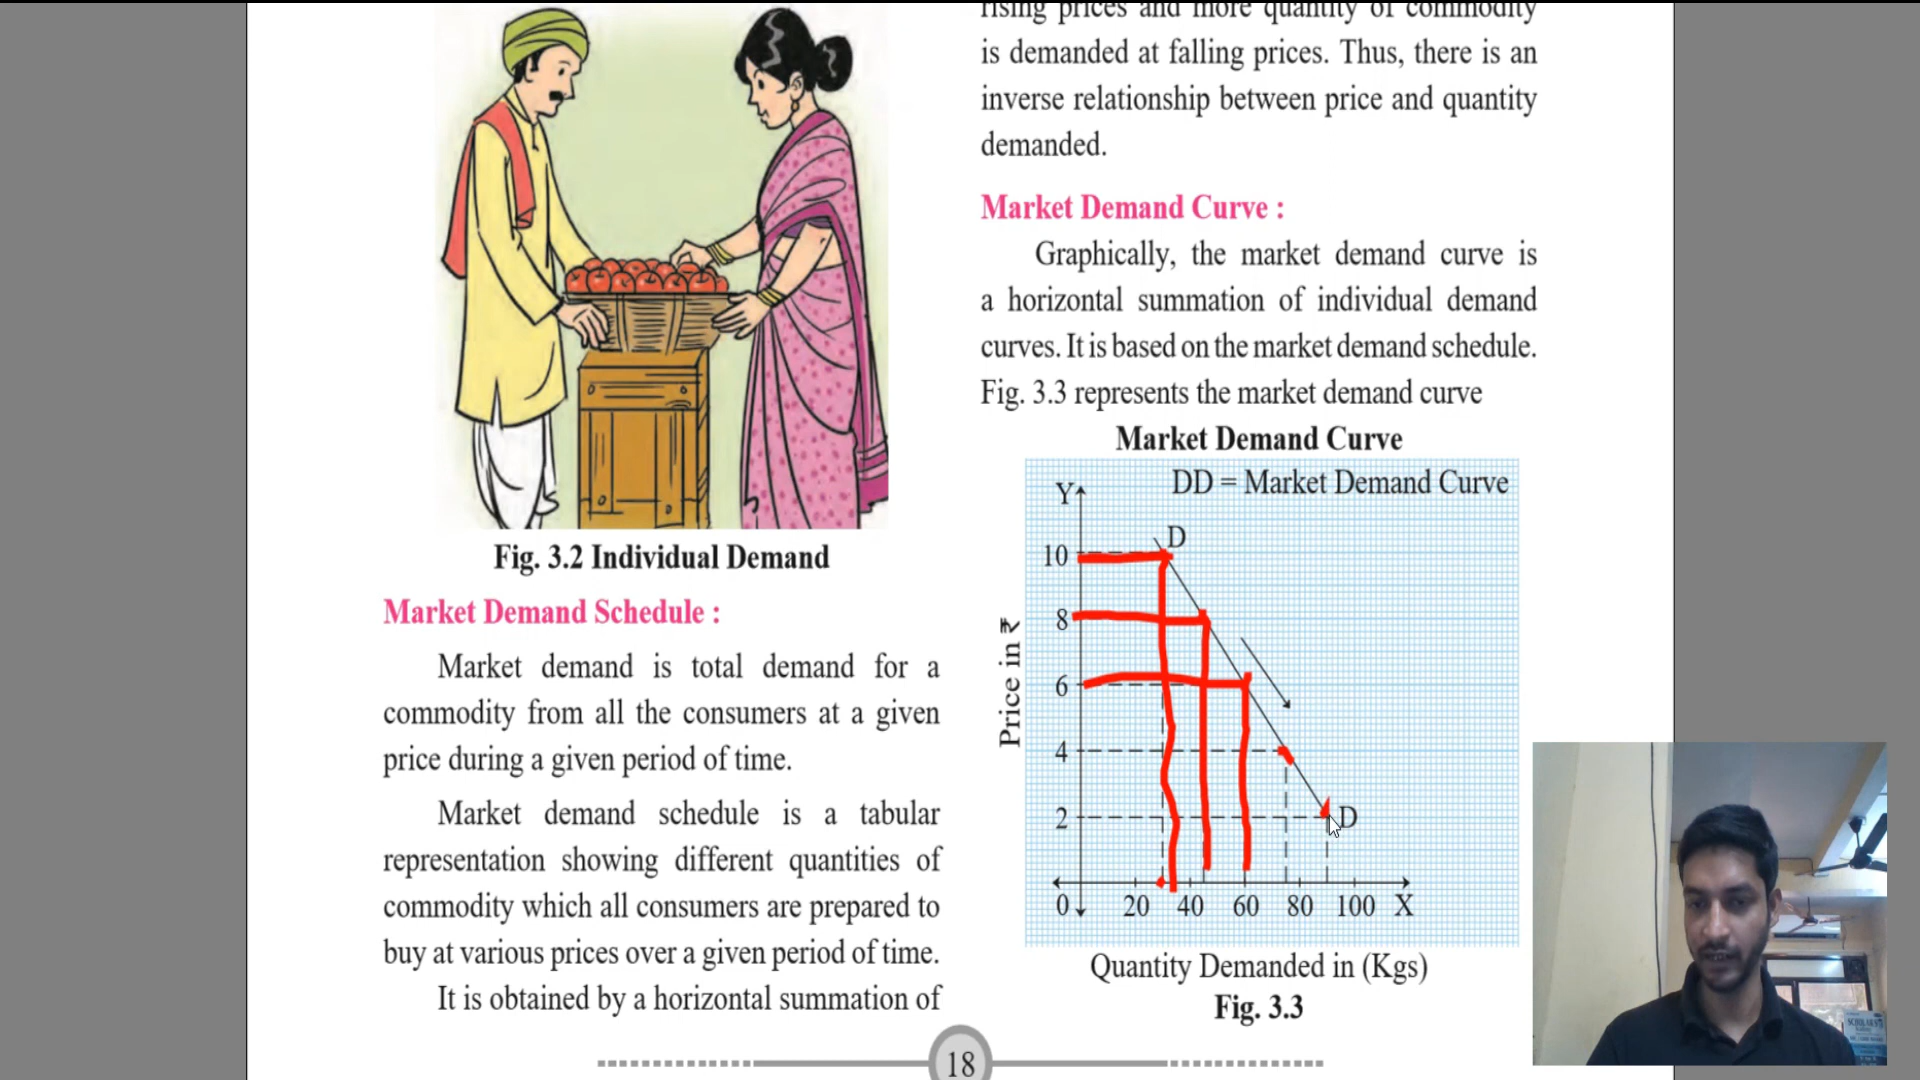 Fig. 3.2 Individual Demand
Market Demand Schedule :
Market demand is total demand for a
commodity from all the consumers at a given
price during a given period of time.
Market demand schedule is a tabular
representation showing different quantities of
commodity which all consumers are prepared to
buy at various prices over a given period of time.
It is obtained by a horizontal summation of
rising prices and more quantity of commodity
is demanded at falling prices. Thus, there is an
inverse relationship between price and quantity
demanded.
Market Demand Curve :
Graphically, the market demand curve is
a horizontal summation of individual demand
curves. It is based on the market demand schedule.
Fig. 3.3 represents the market demand curve
Market Demand Curve
DD = Market Demand Curve
Y
D
10
8
6
4
2
D
Price in ₹
0 20 40 60 80 100 X
Quantity Demanded in (Kgs)
Fig. 3.3
18